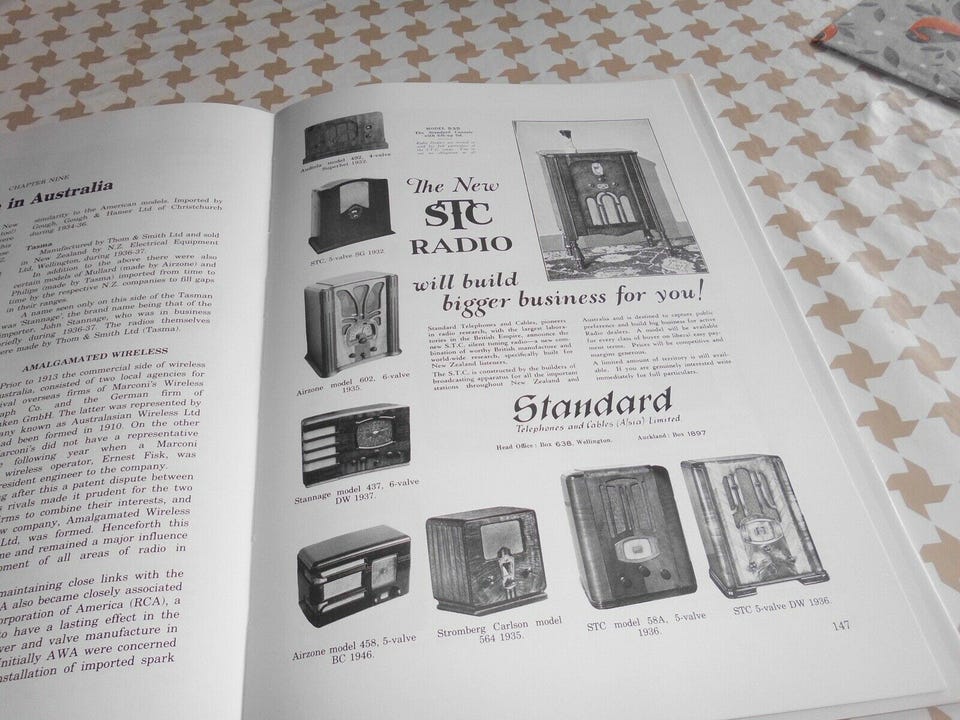 CHAPTER NINE
in Australia
New
similarity to the American models. Imported by
Gough, Gough & Hamer Ltd of Christchurch
during 1934-36.
Tasma
Manufactured by Thom & Smith Ltd and sold
in New Zealand by N.Z. Electrical Equipment
Ltd, Wellington, during 1936-37.
In addition to the above there were also
certain models of Mullard (made by Airzone) and
Philips (made by Tasma) imported from time to
time by the respective N.Z. companies to fill gaps
in their ranges.
A name seen only on this side of the Tasman
was 'Stannage', the brand name being that of the
importer, John Stannage, who was in business
briefly during 1936-37. The radios themselves
were made by Thom & Smith Ltd (Tasma).
AMALGAMATED WIRELESS
Prior to 1913 the commercial side of wireless
Australia, consisted of two local agencies for
rival overseas firms of Marconi's Wireless
Co. and the German firm of
GmbH. The latter was represented by
company known as Australasian Wireless Ltd
had been formed in 1910. On the other
Marconi's did not have a representative
following year when a Marconi
wireless operator, Ernest Fisk, was
resident engineer to the company.
after this a patent dispute between
rivals made it prudent for the two
firms to combine their interests, and
new company, Amalgamated Wireless
Ltd, was formed. Henceforth this
and remained a major influence
of all areas of radio in
maintaining close links with the
also became closely associated
Corporation of America (RCA), a
to have a lasting effect in the
and valve manufacture in
Initially AWA were concerned
installation of imported spark
Audiola model 492, 4-valve
Superhet 1932.
STC, 5-valve SG 1932.
Airzone model 602, 6-valve
1935.
Stannage model 437, 6-valve
DW 1937.
Airzone model 458, 5-valve
BC 1946.
The New
STC
RADIO
will build
bigger business for you!
Standard Telephones and Cables, pioneers
in radio research, with the largest labora-
tories in the British Empire, announce the
new S.T.C. silent tuning radio—a new com-
bination of worthy British manufacture and
world-wide research, specifically built for
New Zealand listeners.
The S.T.C. is constructed by the builders of
broadcasting apparatus for all the important
stations throughout New Zealand and
Australia and is designed to capture public
preference and build big business for active
Radio dealers. A model will be available
for every class of buyer on liberal easy pay-
ment terms. Prices will be competitive and
margins generous.
A limited amount of territory is still avail-
able. If you are genuinely interested write
immediately for full particulars.
Standard
Telephones and Cables (A/sia) Limited.
Head Office : Box 638, Wellington. Auckland : Box 1897
Stromberg Carlson model
564 1935.
STC model 58A, 5-valve
1936.
STC 5-valve DW 1936.
147